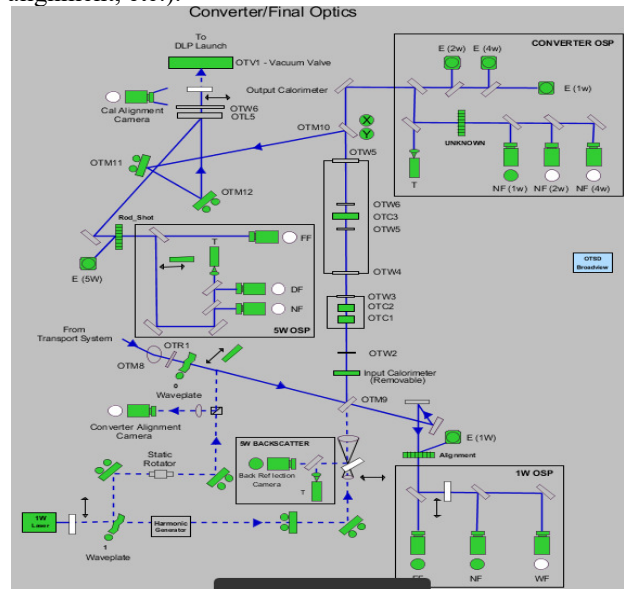 alignment, etc.).
Converter/Final Optics
To
DLP Launch
OTV1 - Vacuum Valve
Output Calorimeter
Cal Alignment
Camera
OTW6
OTL5
OTM10
X
Y
OTM11
OTM12
CONVERTER OSP
E (2w)
E (4w)
E (1w)
UNKNOWN
T
NF (1w)
NF (2w)
NF (4w)
OTW5
OTW6
OTC3
OTW5
OTW4
OTSD
Broadview
Rod_Shot
E (5W)
T
FF
DF
NF
5W OSP
OTW3
OTC2
OTC1
OTW2
Input Calorimeter
(Removable)
OTM9
From
Transport System
OTR1
OTM8
Waveplate
Converter Alignment
Camera
Static
Rotator
5W BACKSCATTER
Back Reflection
Camera
T
E (1W)
Alignment
1W OSP
FF
NF
WF
1W
Laser
1
Waveplate
Harmonic
Generator